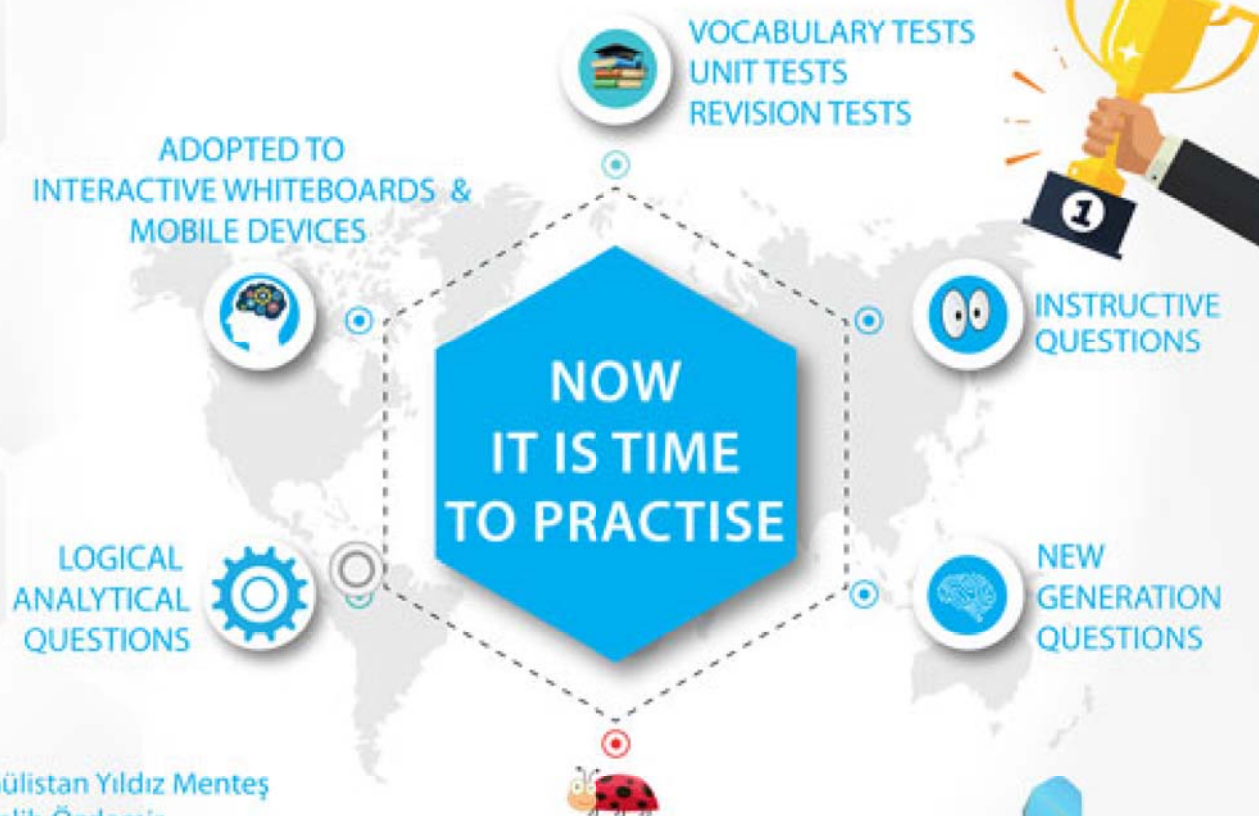 VOCABULARY TESTS
UNIT TESTS
REVISION TESTS
ADOPTED TO
INTERACTIVE WHITEBOARDS &
MOBILE DEVICES
1
INSTRUCTIVE
QUESTIONS
NOW
IT IS TIME
TO PRACTISE
LOGICAL
ANALYTICAL
QUESTIONS
NEW
GENERATION
QUESTIONS
Yıldız Menteş